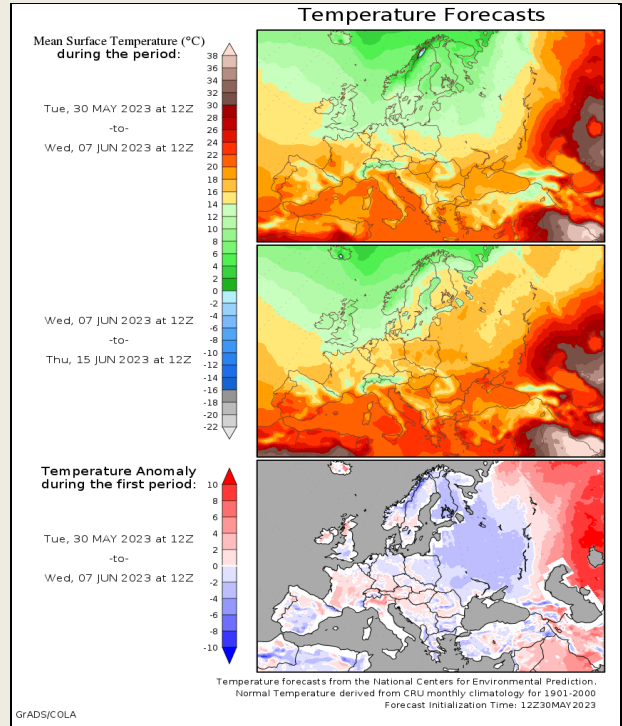 Temperature Forecasts
Mean Surface Temperature (°C)
during the period:
Tue, 30 MAY 2023 at 12Z
-to-
Wed, 07 JUN 2023 at 12Z
38
36
34
32
30
28
26
24
22
20
18
16
14
12
10
8
6
4
2
0
-2
-4
-6
-8
-10
-12
-14
-16
-18
-20
-22
Wed, 07 JUN 2023 at 12Z
-to-
Thu, 15 JUN 2023 at 12Z
Temperature Anomaly
during the first period:
Tue, 30 MAY 2023 at 12Z
-to-
Wed, 07 JUN 2023 at 12Z
10
8
6
4
2
0
-2
-4
-6
-8
-10
Temperature forecasts from the National Centers for Environmental Prediction.
Normal Temperature derived from CRU monthly climatology for 1901-2000
Forecast Initialization Time: 12Z30MAY2023
GrADS/COLA